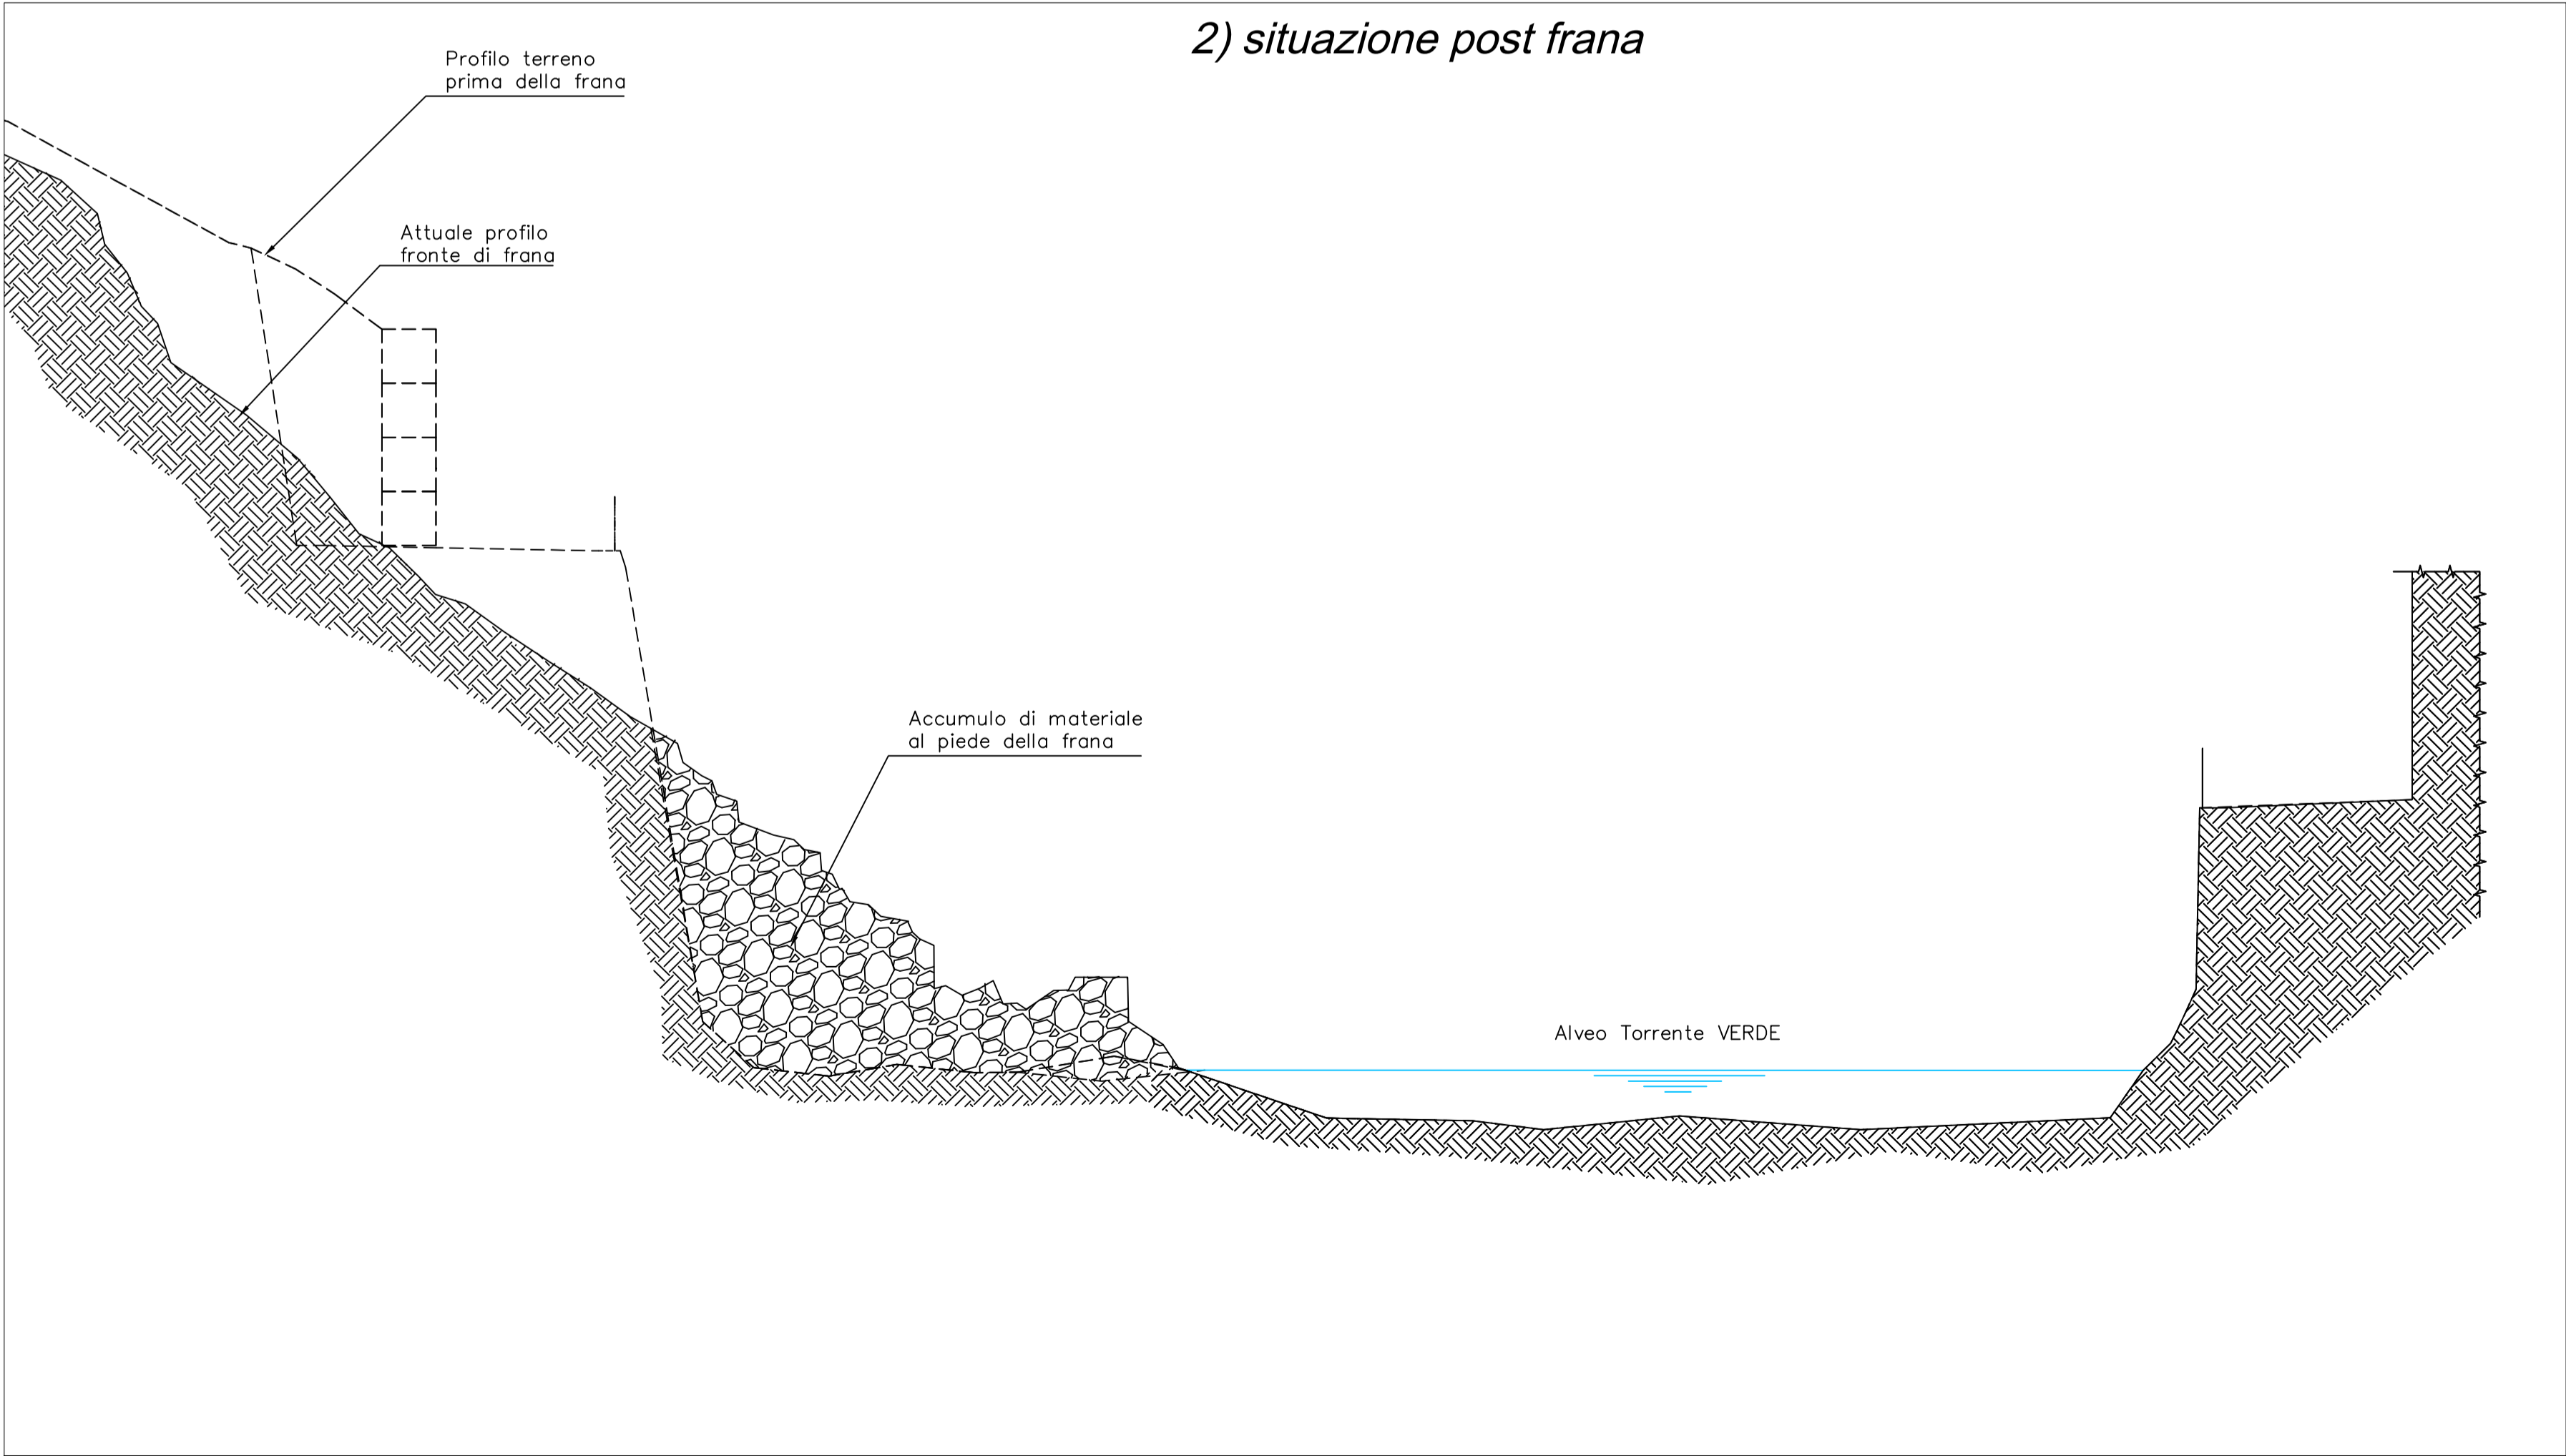 2) situazione post frana
Profilo terreno
prima della frana
Attuale profilo
fronte di frana
Accumulo di materiale
al piede della frana
Alveo Torrente VERDE